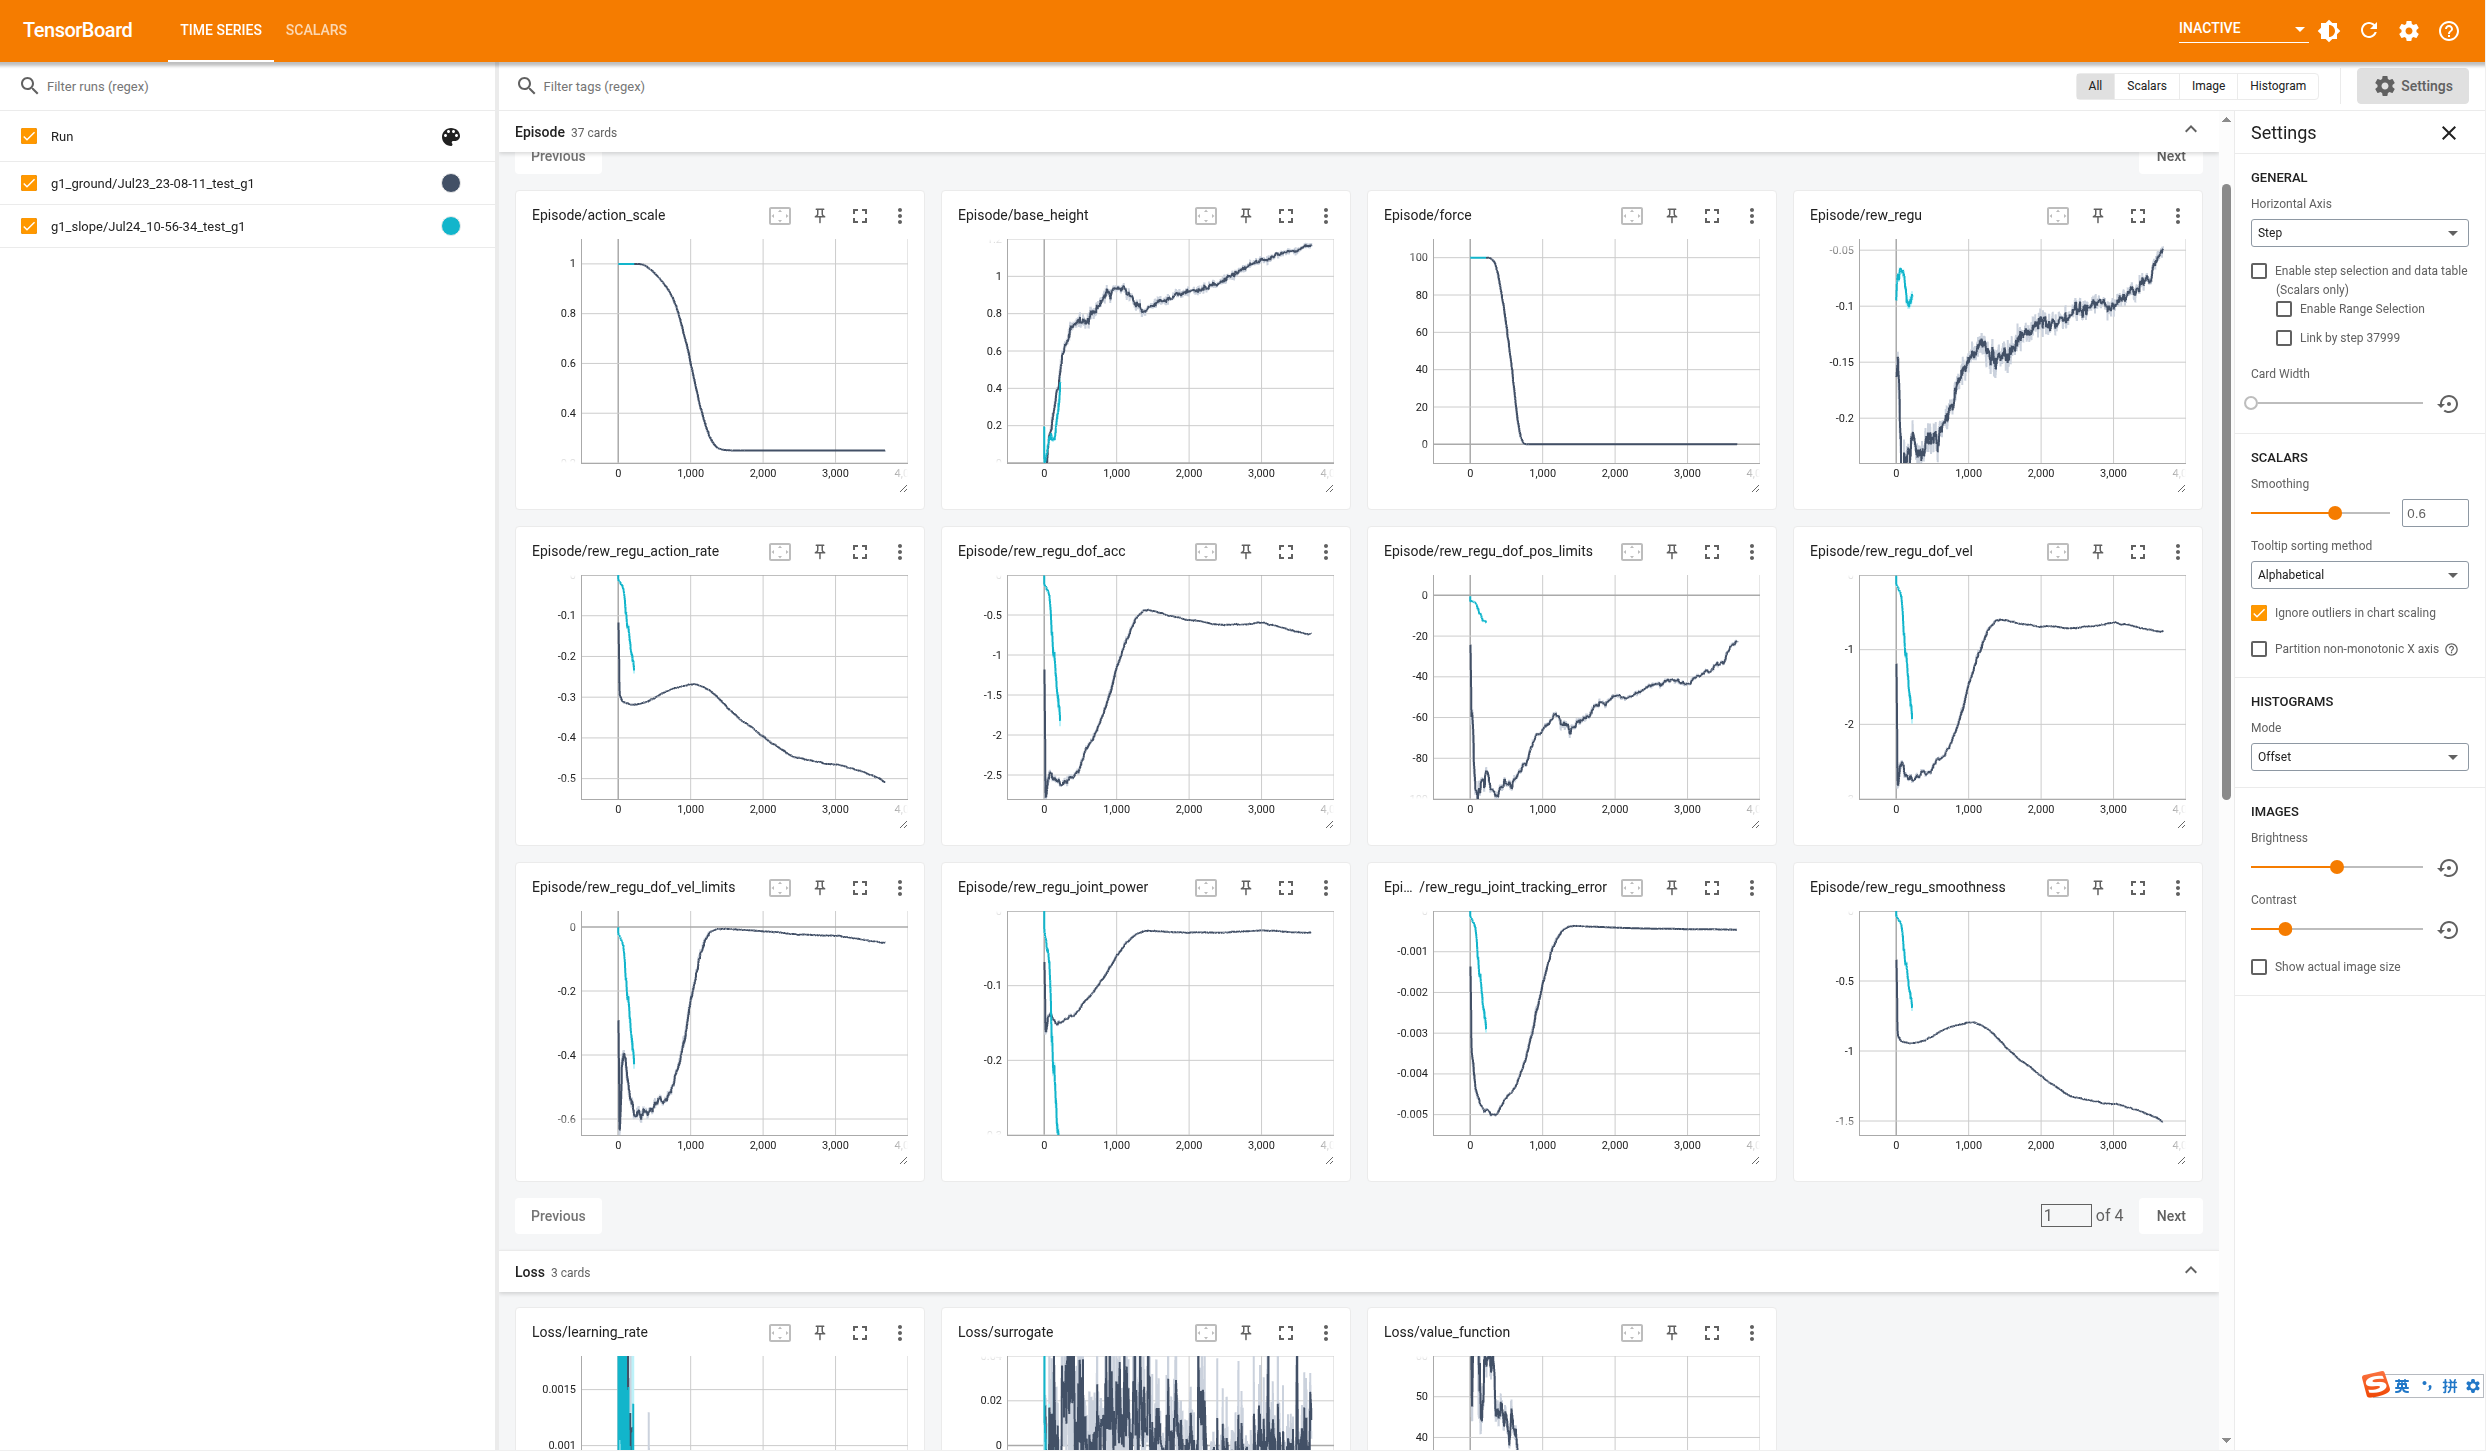 TensorBoard TIME SERIES SCALARS INACTIVE
Filter runs (regex)
Run
g1_ground/Jul23_23-08-11_test_g1
g1_slope/Jul24_10-56-34_test_g1
Filter tags (regex) All Scalars Image Histogram Settings
Episode 37 cards
Previous Next
Episode/action_scale
1
0.8
0.6
0.4
0 1,000 2,000 3,000
Episode/base_height
1
0.8
0.6
0.4
0.2
0 1,000 2,000 3,000
Episode/force
100
80
60
40
20
0
0 1,000 2,000 3,000
Episode/rew_regu
-0.05
-0.1
-0.15
-0.2
0 1,000 2,000 3,000
Episode/rew_regu_action_rate
-0.1
-0.2
-0.3
-0.4
-0.5
0 1,000 2,000 3,000
Episode/rew_regu_dof_acc
-0.5
-1
-1.5
-2
-2.5
0 1,000 2,000 3,000
Episode/rew_regu_dof_pos_limits
0
-20
-40
-60
-80
0 1,000 2,000 3,000
Episode/rew_regu_dof_vel
-1
-2
0 1,000 2,000 3,000
Episode/rew_regu_dof_vel_limits
0
-0.2
-0.4
-0.6
0 1,000 2,000 3,000
Episode/rew_regu_joint_power
-0.1
-0.2
0 1,000 2,000 3,000
Epi... /rew_regu_joint_tracking_error
-0.001
-0.002
-0.003
-0.004
-0.005
0 1,000 2,000 3,000
Episode/rew_regu_smoothness
-0.5
-1
-1.5
0 1,000 2,000 3,000
Previous 1 of 4 Next
Loss 3 cards
Loss/learning_rate
0.0015
0.001
Loss/surrogate
0.02
0
Loss/value_function
50
40
Settings
GENERAL
Horizontal Axis
Step
Enable step selection and data table
(Scalars only)
Enable Range Selection
Link by step 37999
Card Width
SCALARS
Smoothing
0.6
Tooltip sorting method
Alphabetical
Ignore outliers in chart scaling
Partition non-monotonic X axis
HISTOGRAMS
Mode
Offset
IMAGES
Brightness
Contrast
Show actual image size
英 拼